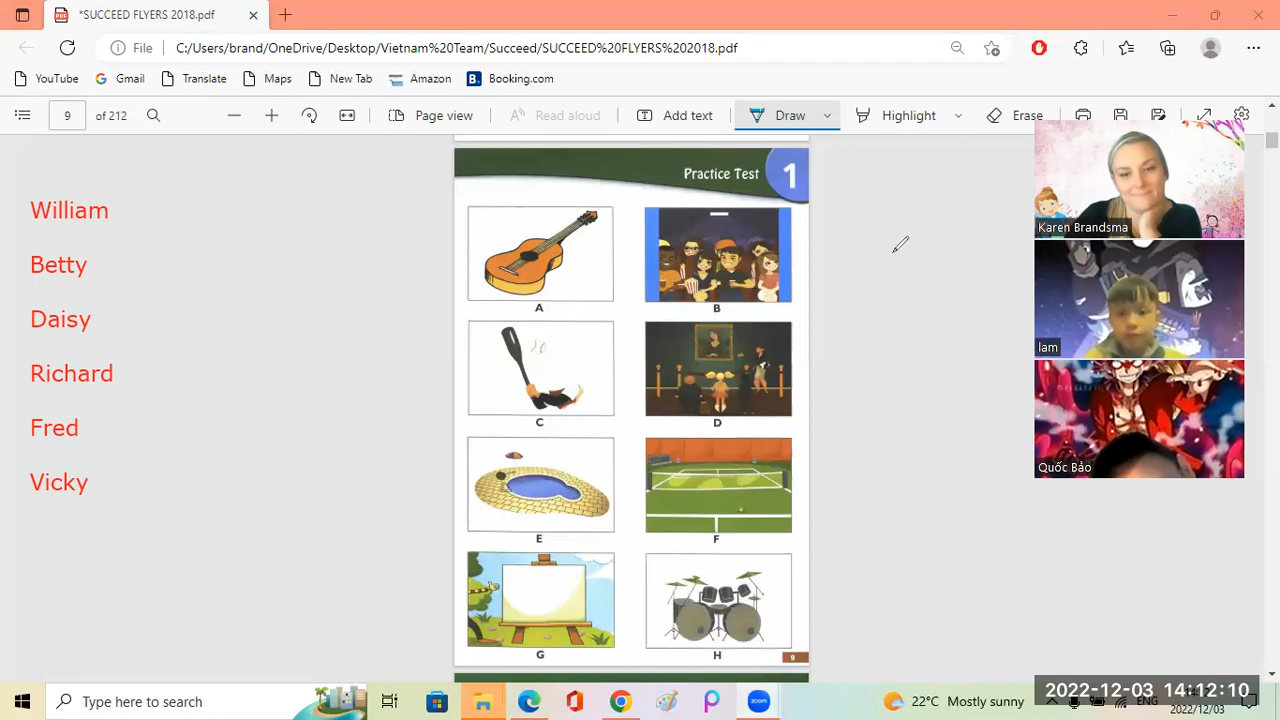 *SUCCEED FLYERS 2018.pdf
File C:/Users/brand/OneDrive/Desktop/Vietnam%20Team/Succeed/SUCCEED%20FLYERS%202018.pdf
YouTube Gmail Translate Maps New Tab Amazon B. Booking.com
9 of 212 Page view Read aloud Add text Draw Highlight Erase
Practice Test 1
William
Betty
Daisy
Richard
Fred
Vicky
A B
C D
E F
G H
9
Karen Brandsma
lam
Quốc Bảo
Type here to search
22°C Mostly sunny
ENG
2022-12-03 14:12:10
2022/12/03